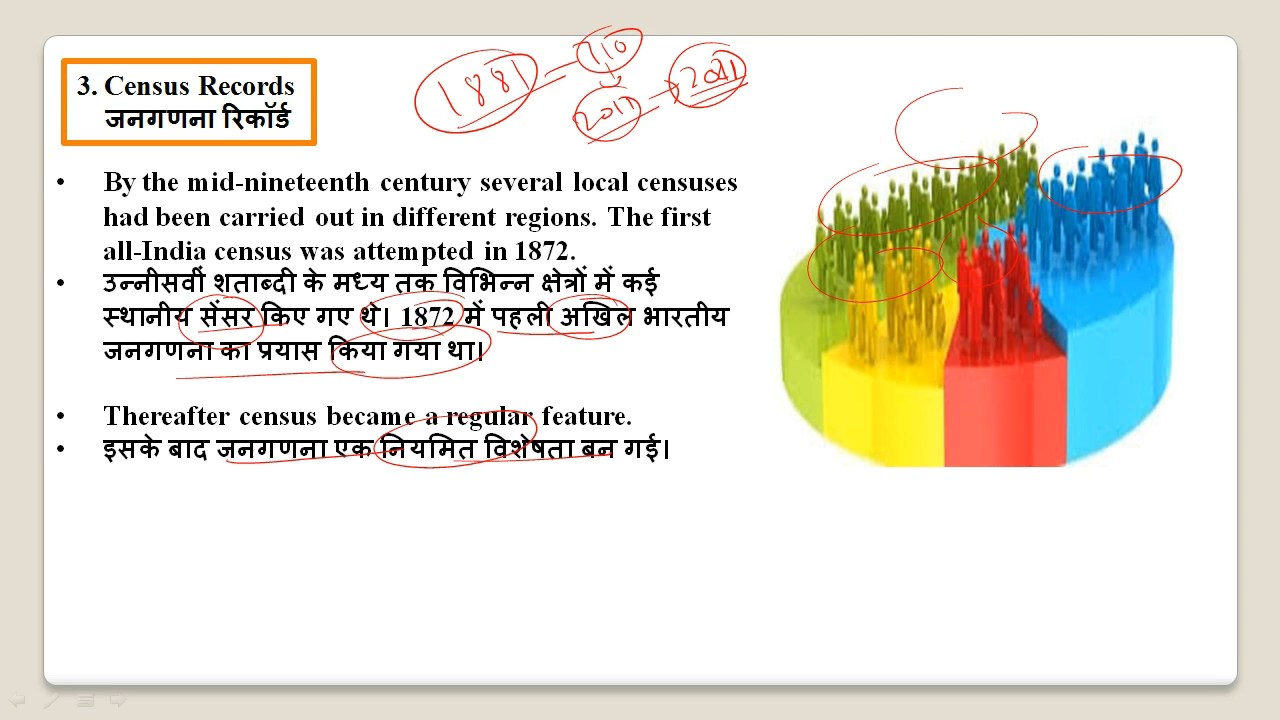 3. Census Records
जनगणना रिकॉर्ड
1881
2011
By the mid-nineteenth century several local censuses
had been carried out in different regions. The first
all-India census was attempted in 1872.
उन्नीसवीं शताब्दी के मध्य तक विभिन्न क्षेत्रों में कई
स्थानीय सेंसर किए गए थे। 1872 में पहली अखिल भारतीय
जनगणना का प्रयास किया गया था।
Thereafter census became a regular feature.
इसके बाद जनगणना एक नियमित विशेषता बन गई।